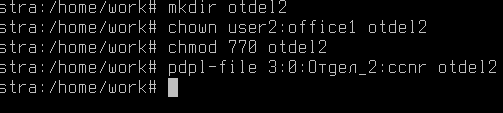 stra:/home/work# mkdir otdel2
stra:/home/work# chown user2:office1 otdel2
stra:/home/work# chmod 770 otdel2
stra:/home/work# pdpl-file 3:0:Отдел_2:ccnr otdel2
stra:/home/work#